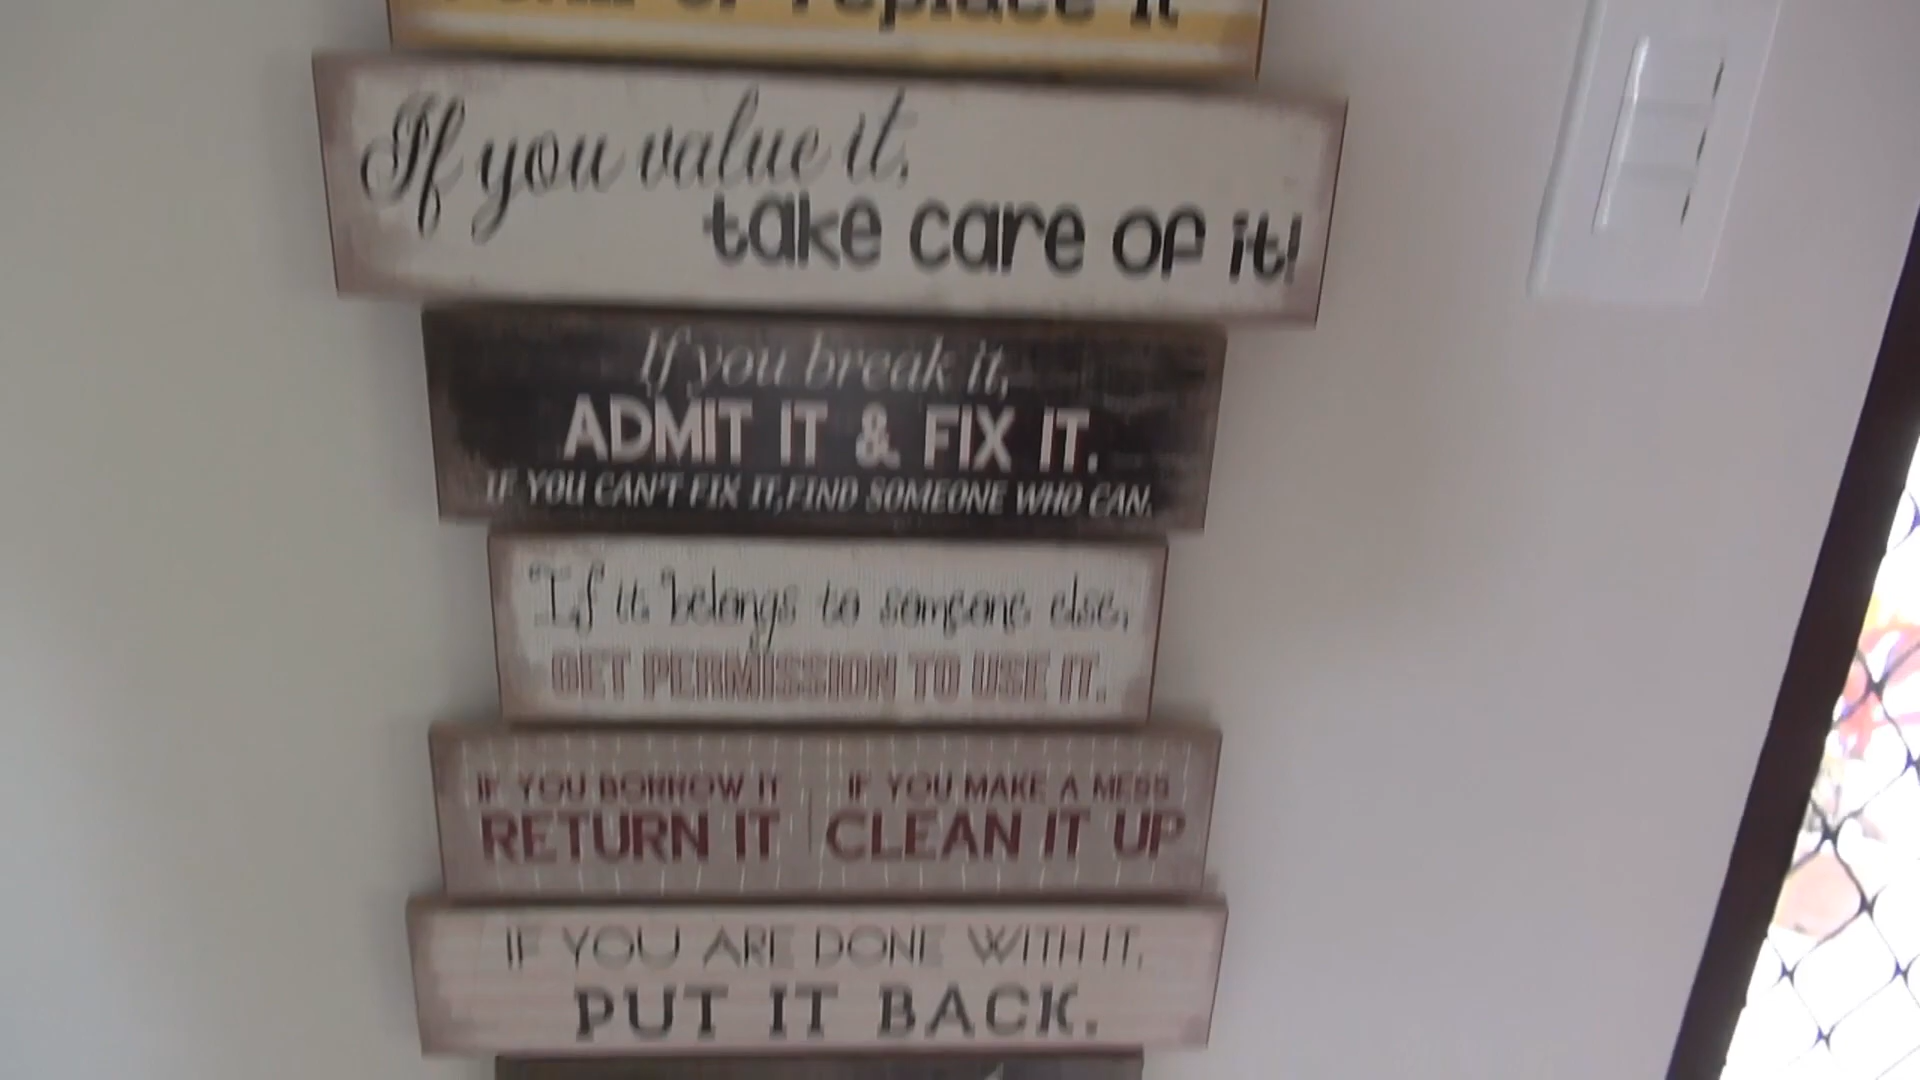 or replace it
If you value it,
take care of it!
If you break it,
ADMIT IT & FIX IT.
IF YOU CAN'T FIX IT, FIND SOMEONE WHO CAN.
If it belongs to someone else,
GET PERMISSION TO USE IT.
IF YOU BORROW IT
RETURN IT
IF YOU MAKE A MESS
CLEAN IT UP
IF YOU ARE DONE WITH IT,
PUT IT BACK.